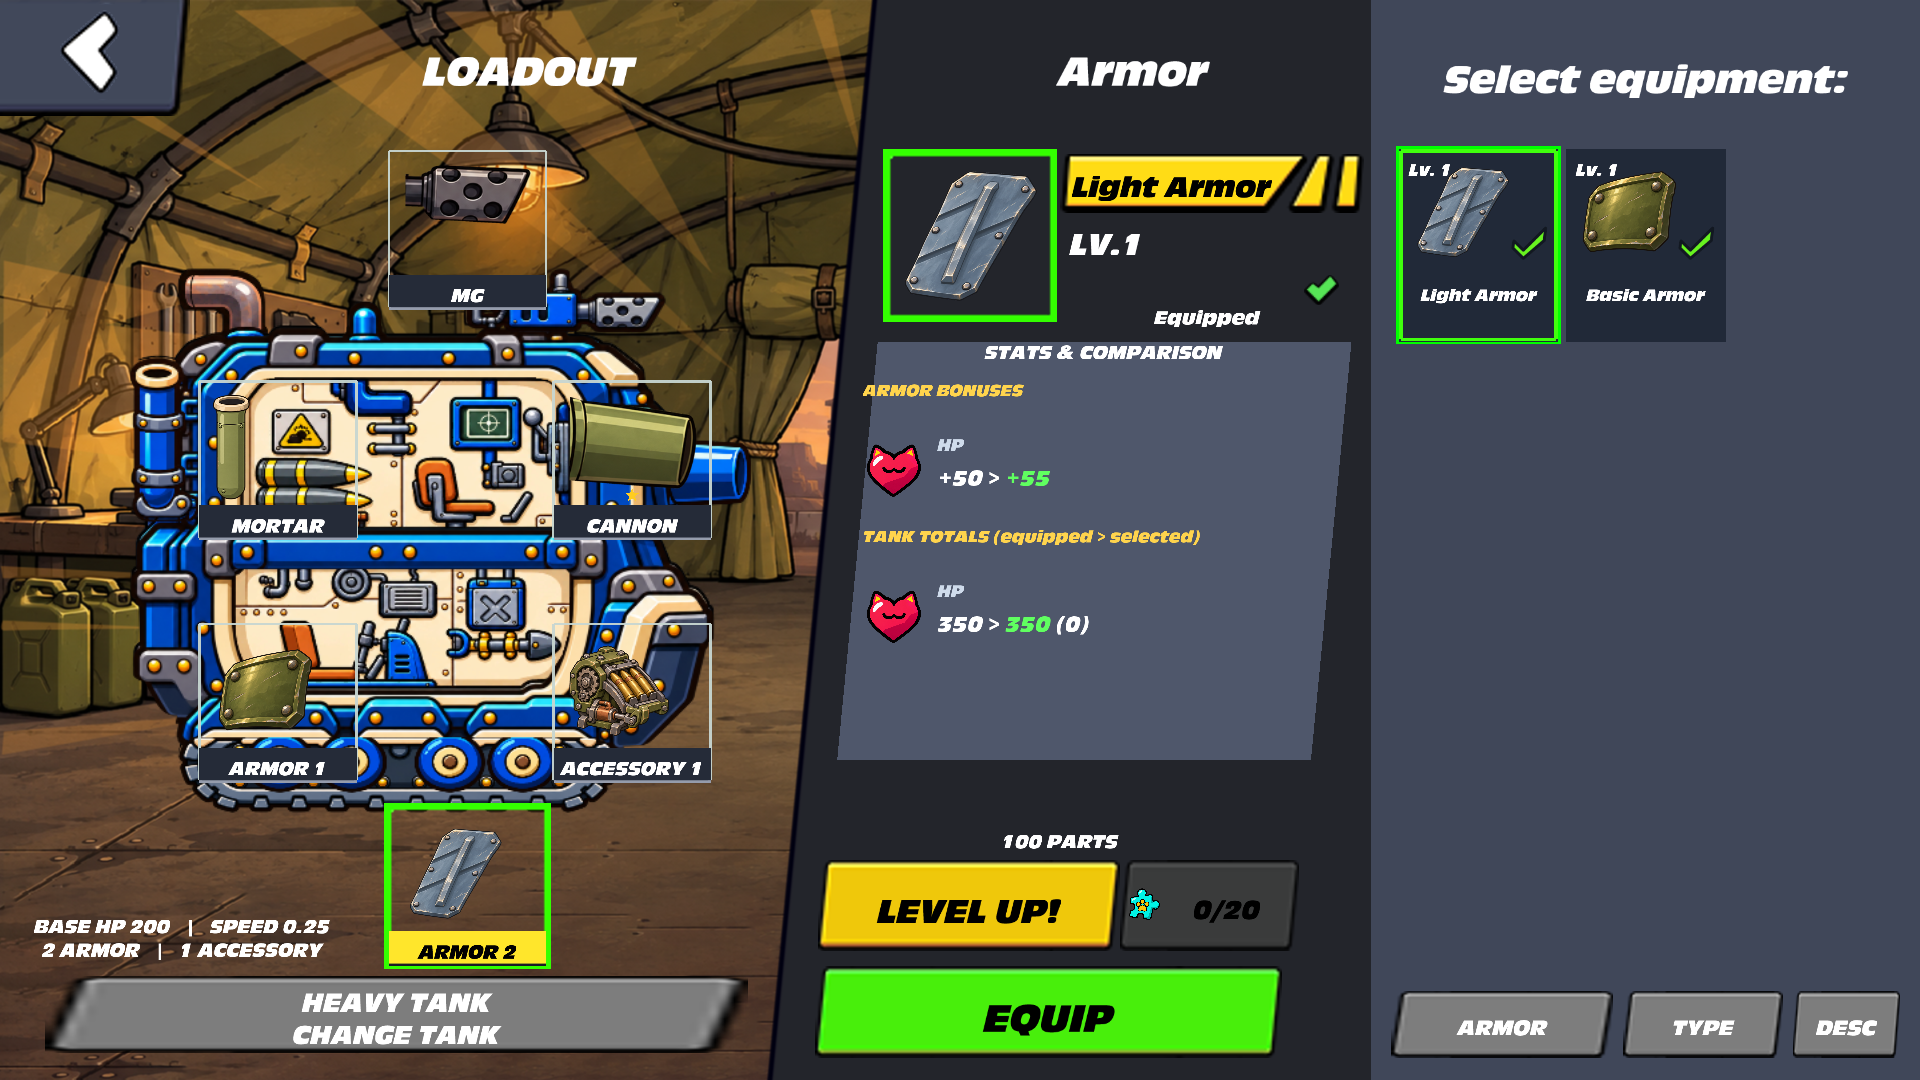 LOADOUT
MG
MORTAR
CANNON
ARMOR 1
ACCESSORY 1
ARMOR 2
BASE HP 200 | SPEED 0.25
2 ARMOR | 1 ACCESSORY
HEAVY TANK
CHANGE TANK
Armor
Light Armor
LV.1
Equipped
STATS & COMPARISON
ARMOR BONUSES
HP
+50 > +55
TANK TOTALS (equipped > selected)
HP
350 > 350 (0)
100 PARTS
LEVEL UP!
0/20
EQUIP
Select equipment:
Lv. 1
Light Armor
Lv. 1
Basic Armor
ARMOR
TYPE
DESC